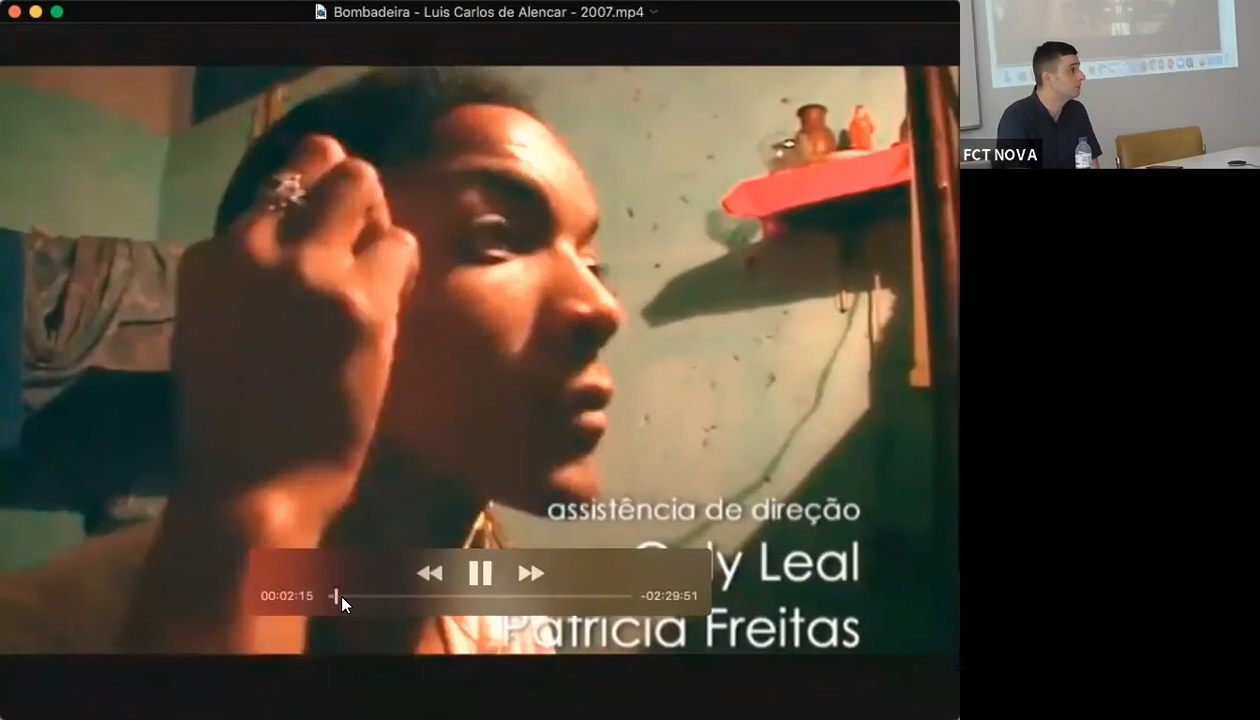 Bombadeira - Luis Carlos de Alencar - 2007.mp4
FCT NOVA
assistência de direção
ly Leal
00:02:15
-02:29:51
Patricia Freitas